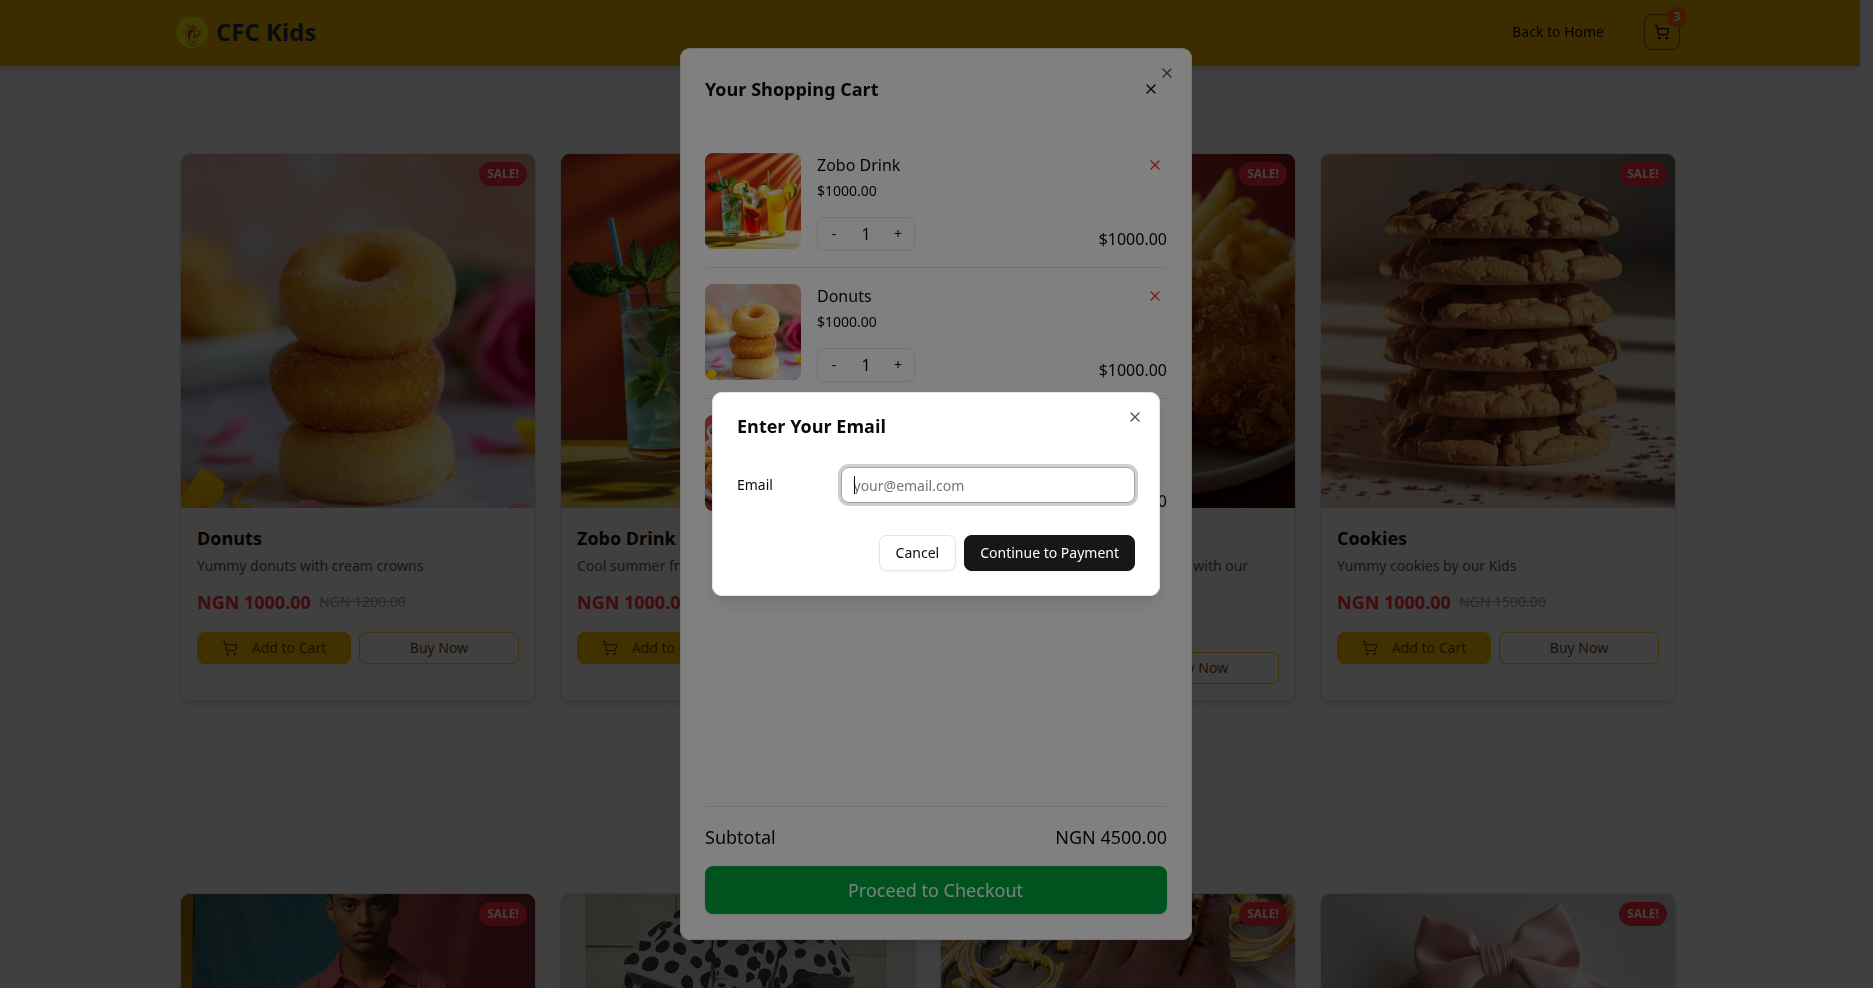 CFC Kids
Back to Home
3
Your Shopping Cart
Zobo Drink
$1000.00
- 1 +
$1000.00
Donuts
$1000.00
- 1 +
$1000.00
Enter Your Email
Email
your@email.com
Cancel
Continue to Payment
0
Subtotal
NGN 4500.00
Proceed to Checkout
SALE!
SALE!
SALE!
Donuts
Yummy donuts with cream crowns
NGN 1000.00 NGN 1200.00
Add to Cart
Buy Now
Zobo Drink
Cool summer
NGN 1000.0
Add to
with our
Now
Cookies
Yummy cookies by our Kids
NGN 1000.00 NGN 1500.00
Add to Cart
Buy Now
SALE!
SALE!
SALE!